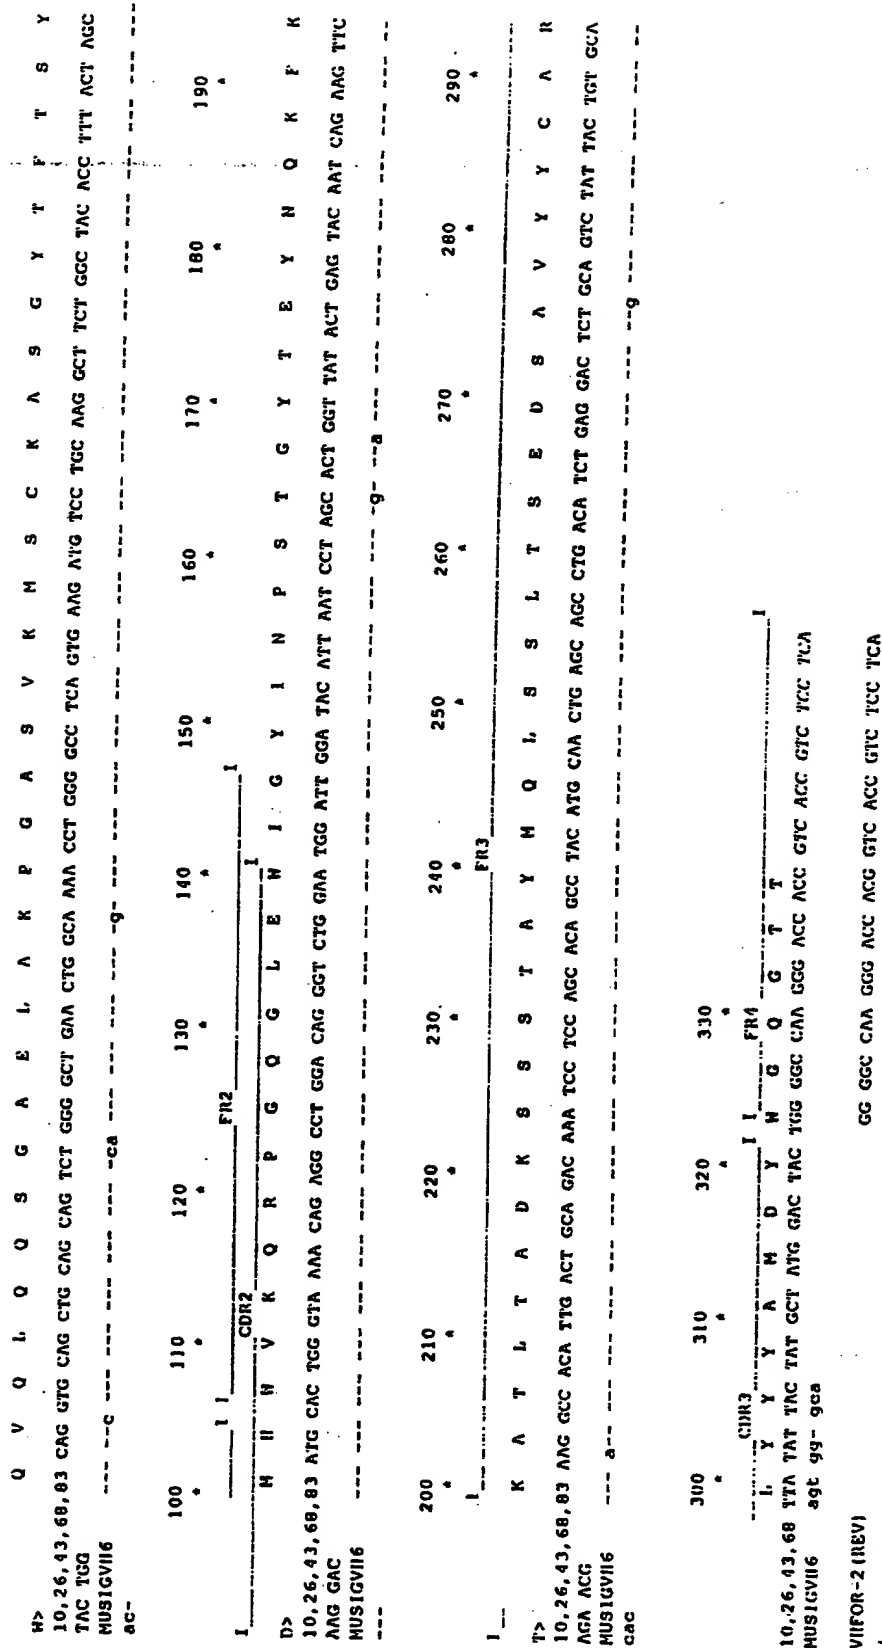 Q V Q L Q Q S G A E L A K P G A S V K M S C K A S G Y T F T S Y
W>
10,26,43,68,83 CAG GTG CAG CTG CAG CAG TCT GGG GCT GAA CTG GCA AAA CCT GGG GCC TCA GTG AAG ATG TCC TGC AAG GCT TCT GGC TAC ACC TTT ACT AGC
TAC TGG
MUSIGVH6 --- --c --- --- --- --- -ca --- --- --- --- --- -g- --- --- --- --- --- --- --- --- --- --- --- --- --- --- --- --- --- ---
ac-
100 110 120 130 140 150 160 170 180 190
* * * * * * * * * *
I I FR2 I
I CDR2 I
M H W V K Q R P G Q G L E W I G Y I N P S T G Y T E Y N Q K F K
D>
10,26,43,68,83 ATG CAC TGG GTA AAA CAG AGG CCT GGA CAG GGT CTG GAA TGG ATT GGA TAC ATT AAT CCT AGC ACT GGT TAT ACT GAG TAC AAT CAG AAG TTC
AAG GAC
MUSIGVH6 --- --- --- --- --- --- --- --- --- --- --- --- --- --- --- --- --- --- --- --- -g- --- --a --- --- --- --- --- --- --- ---
---
200 210 220 230 240 250 260 270 280 290
* * * * * * * * * *
I FR3
I
K A T L T A D K S S S T A Y M Q L S S L T S E D S A V Y Y C A R
T>
10,26,43,68,83 AAG GCC ACA TTG ACT GCA GAC AAA TCC TCC AGC ACA GCC TAC ATG CAA CTG AGC AGC CTG ACA TCT GAG GAC TCT GCA GTC TAT TAC TGT GCA
AGA ACG
MUSIGVH6 --- a-- --- --- --- --- --- --- --- --- --- --- --- --- --- --- --- --- --- --- --- --- --- --- --- --g --- --- --- --- ---
cac
300 310 320 330
* * * *
CDR3 I I FR4 I
L Y Y Y A M D Y W G Q G T T
10,26,43,68 TTA TAT TAC TAT GCT ATG GAC TAC TGG GGC CAA GGG ACC ACC GTC ACC GTC TCC TCA
MUSIGVH6 agt gg- gca
VHFOR-2(REV) GG GGC CAA GGG ACC ACG GTC ACC GTC TCC TCA